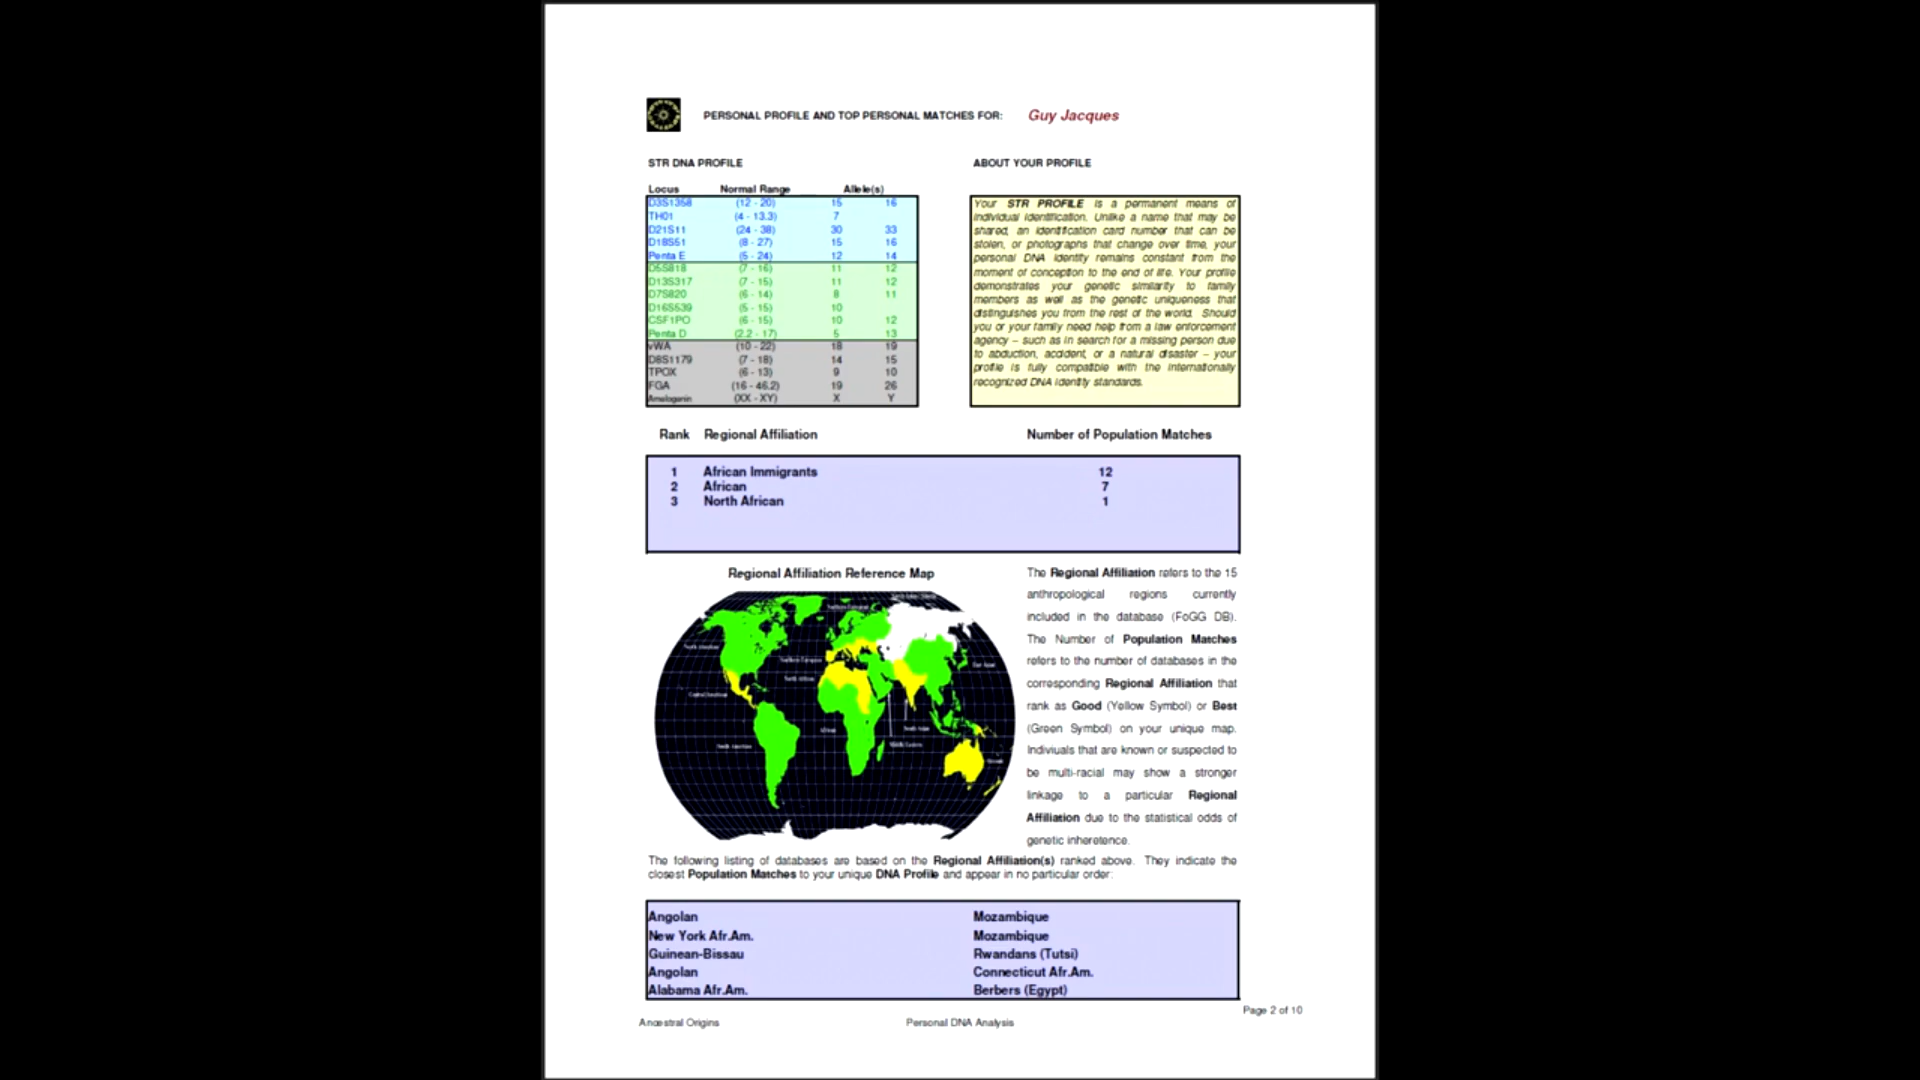 PERSONAL PROFILE AND TOP PERSONAL MATCHES FOR: Guy Jacques
STR DNA PROFILE
Locus Normal Range Allele(s)
D3S1358 (12 - 20) 15 16
TH01 (4 - 13.3) 7
D21S11 (24 - 38) 30 33
D18S51 (8 - 27) 15 16
Penta E (5 - 24) 12 14
D5S818 (7 - 16) 11 12
D13S317 (7 - 15) 11 12
D7S820 (6 - 14) 8 11
D16S539 (5 - 15) 10
CSF1PO (6 - 15) 10 12
Penta D (2.2 - 17) 5 13
vWA (10 - 22) 18 19
D8S1179 (7 - 18) 14 15
TPOX (6 - 13) 9 10
FGA (16 - 46.2) 19 26
Amelogenin (XX - XY) X Y
ABOUT YOUR PROFILE
Your STR PROFILE is a permanent means of
individual identification. Unlike a name that may be
shared, an identification card number that can be
stolen, or photographs that change over time, your
personal DNA identity remains constant from the
moment of conception to the end of life. Your profile
demonstrates your genetic similarity to family
members as well as the genetic uniqueness that
distinguishes you from the rest of the world. Should
you or your family need help from a law enforcement
agency – such as in search for a missing person due
to abduction, accident, or a natural disaster – your
profile is fully compatible with the internationally
recognized DNA identity standards.
Rank Regional Affiliation Number of Population Matches
1 African Immigrants 12
2 African 7
3 North African 1
Regional Affiliation Reference Map
North American
Northern European
North African
South American
African
South Asian
Middle Eastern
East Asian
The Regional Affiliation refers to the 15
anthropological regions currently
included in the database (FoGG DB).
The Number of Population Matches
refers to the number of databases in the
corresponding Regional Affiliation that
rank as Good (Yellow Symbol) or Best
(Green Symbol) on your unique map.
Indiviuals that are known or suspected to
be multi-racial may show a stronger
linkage to a particular Regional
Affiliation due to the statistical odds of
genetic inheretence.
The following listing of databases are based on the Regional Affiliation(s) ranked above. They indicate the
closest Population Matches to your unique DNA Profile and appear in no particular order:
Angolan Mozambique
New York Afr.Am. Mozambique
Guinean-Bissau Rwandans (Tutsi)
Angolan Connecticut Afr.Am.
Alabama Afr.Am. Berbers (Egypt)
Page 2 of 10
Ancestral Origins Personal DNA Analysis